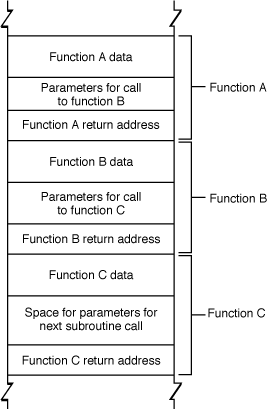 Function A data
Parameters for call
to function B
Function A return address
Function A
Function B data
Parameters for call
to function C
Function B return address
Function B
Function C data
Space for parameters for
next subroutine call
Function C return address
Function C